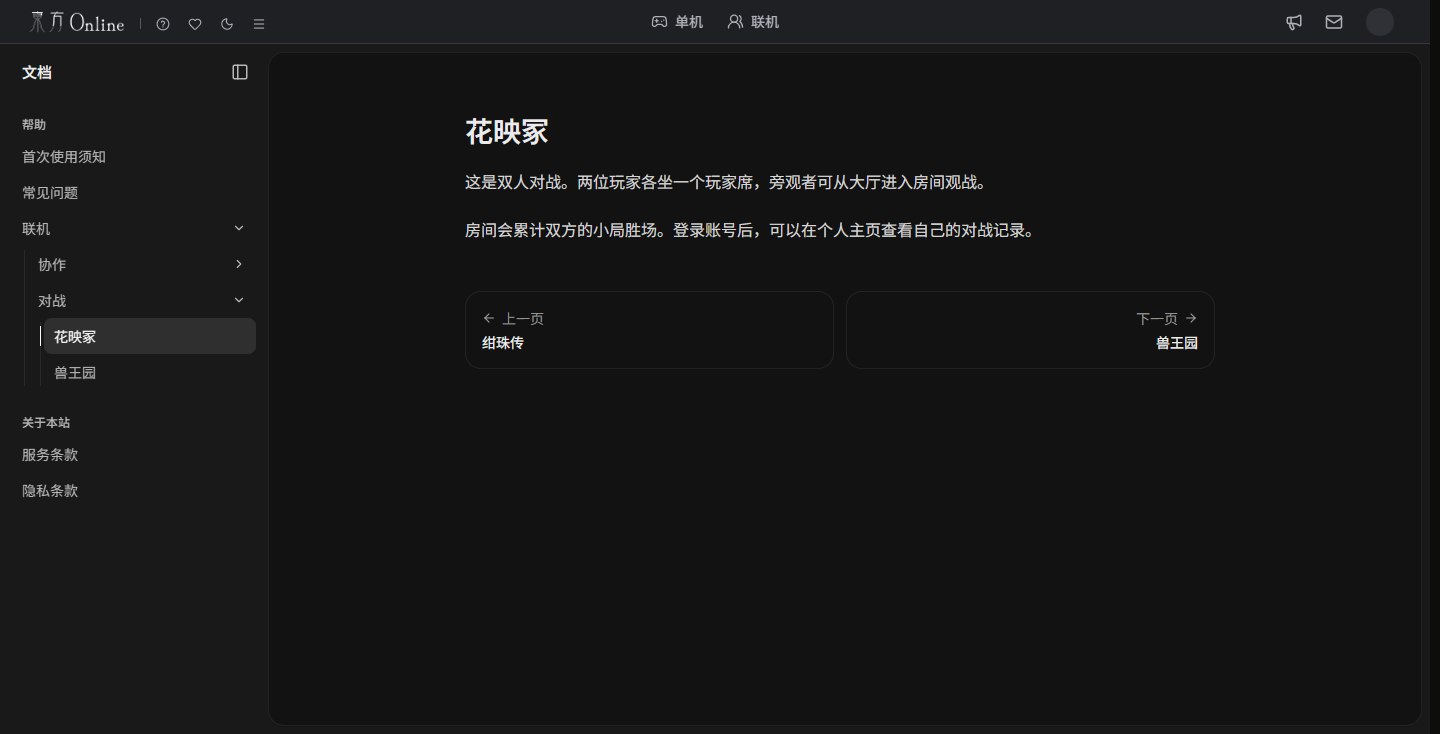 東方Online
单机
联机
文档
帮助
首次使用须知
常见问题
联机
协作
对战
花映冢
兽王园
关于本站
服务条款
隐私条款
花映冢
这是双人对战。两位玩家各坐一个玩家席，旁观者可从大厅进入房间观战。
房间会累计双方的小局胜场。登录账号后，可以在个人主页查看自己的对战记录。
← 上一页
绀珠传
下一页 →
兽王园